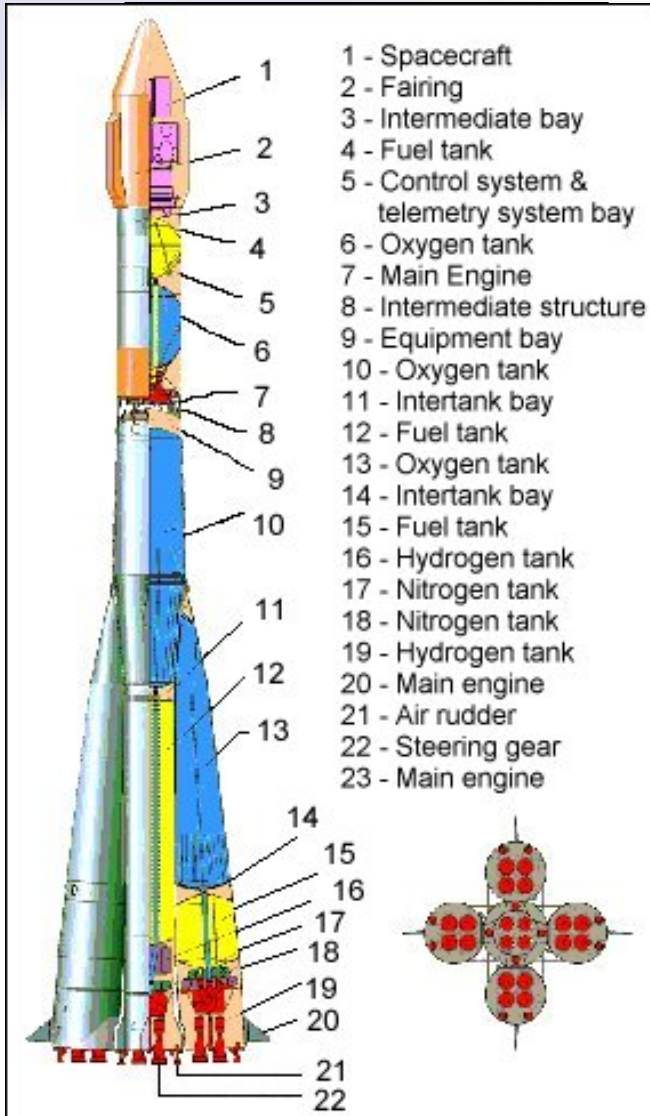 1 - Spacecraft
2 - Fairing
3 - Intermediate bay
4 - Fuel tank
5 - Control system &
telemetry system bay
6 - Oxygen tank
7 - Main Engine
8 - Intermediate structure
9 - Equipment bay
10 - Oxygen tank
11 - Intertank bay
12 - Fuel tank
13 - Oxygen tank
14 - Intertank bay
15 - Fuel tank
16 - Hydrogen tank
17 - Nitrogen tank
18 - Nitrogen tank
19 - Hydrogen tank
20 - Main engine
21 - Air rudder
22 - Steering gear
23 - Main engine
1
2
3
4
5
6
7
8
9
10
11
12
13
14
15
16
17
18
19
20
21
22